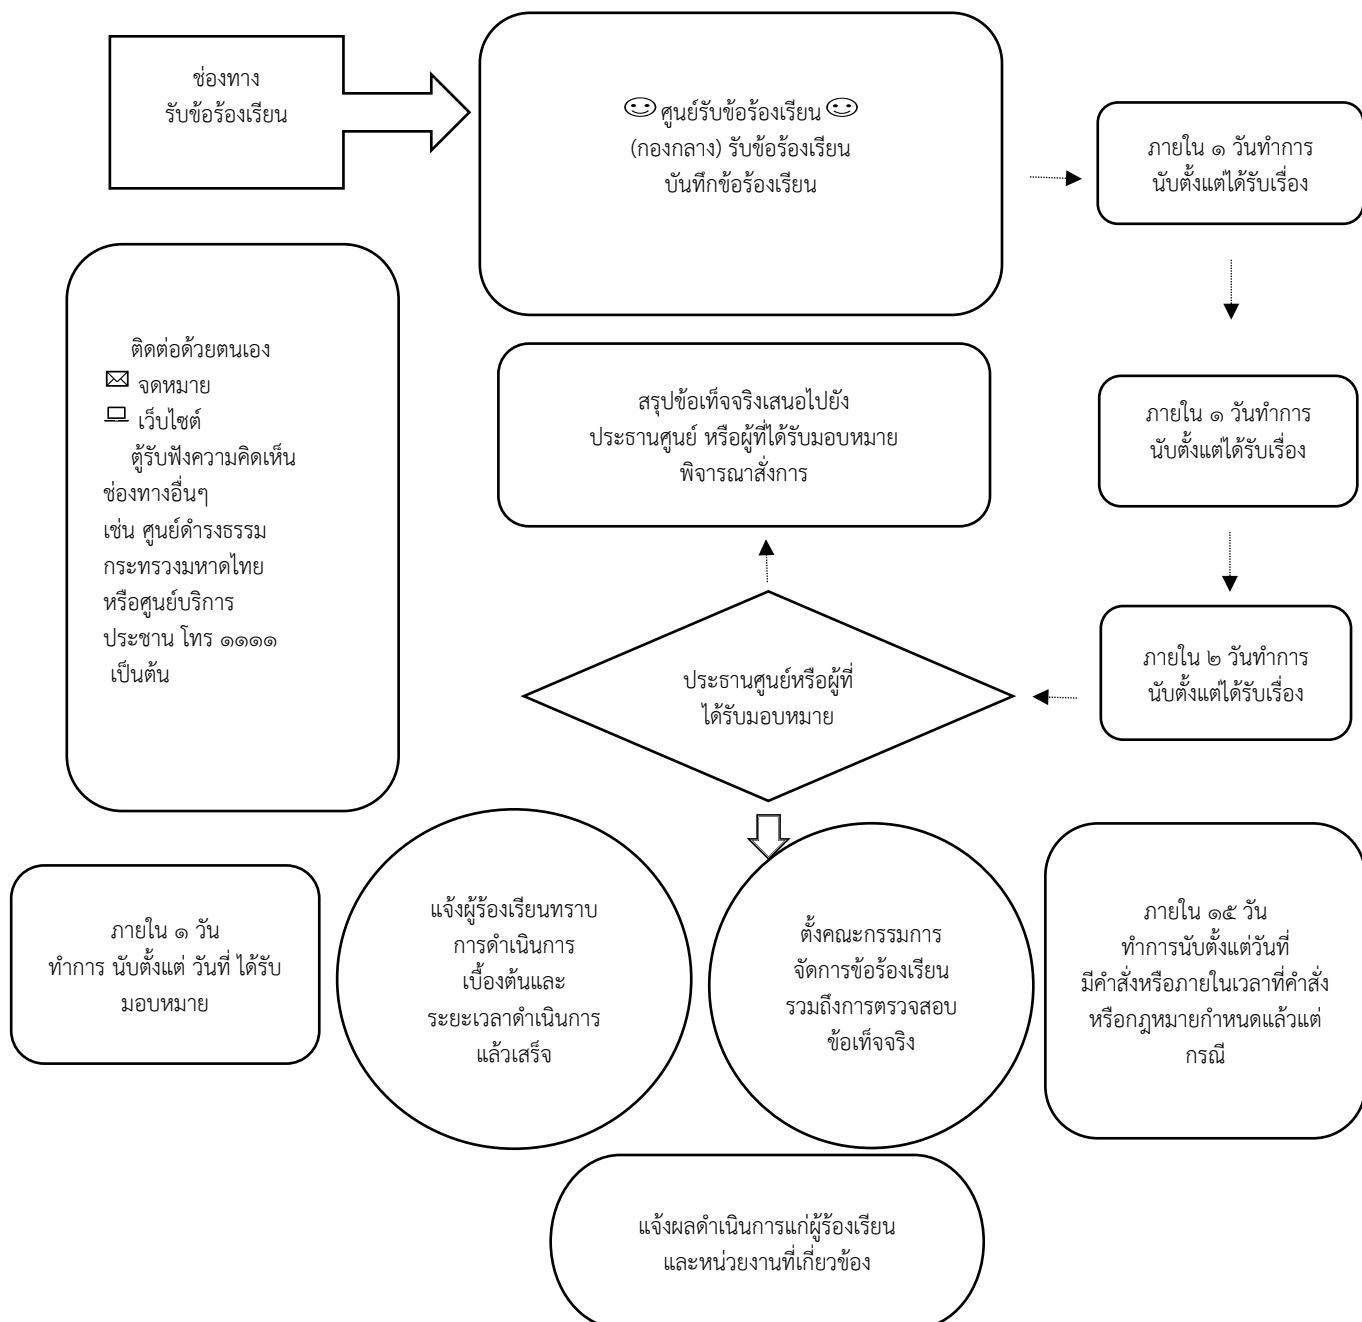 ช่องทาง
รับข้อร้องเรียน
ศูนย์รับข้อร้องเรียน
(กองกลาง) รับข้อร้องเรียน
บันทึกข้อร้องเรียน
ภายใน ๑ วันทำการ
นับตั้งแต่ได้รับเรื่อง
ติดต่อด้วยตนเอง
จดหมาย
เว็บไซต์
ตู้รับฟังความคิดเห็น
ช่องทางอื่นๆ
เช่น ศูนย์ดำรงธรรม
กระทรวงมหาดไทย
หรือศูนย์บริการ
ประชาน โทร ๑๑๑๑
เป็นต้น
สรุปข้อเท็จจริงเสนอไปยัง
ประธานศูนย์ หรือผู้ที่ได้รับมอบหมาย
พิจารณาสั่งการ
ภายใน ๑ วันทำการ
นับตั้งแต่ได้รับเรื่อง
ประธานศูนย์หรือผู้ที่
ได้รับมอบหมาย
ภายใน ๒ วันทำการ
นับตั้งแต่ได้รับเรื่อง
ภายใน ๑ วัน
ทำการ นับตั้งแต่ วันที่ ได้รับ
มอบหมาย
แจ้งผู้ร้องเรียนทราบ
การดำเนินการ
เบื้องต้นและ
ระยะเวลาดำเนินการ
แล้วเสร็จ
ตั้งคณะกรรมการ
จัดการข้อร้องเรียน
รวมถึงการตรวจสอบ
ข้อเท็จจริง
ภายใน ๑๕ วัน
ทำการนับตั้งแต่วันที่
มีคำสั่งหรือภายในเวลาที่คำสั่ง
หรือกฎหมายกำหนดแล้วแต่
กรณี
แจ้งผลดำเนินการแก่ผู้ร้องเรียน
และหน่วยงานที่เกี่ยวข้อง